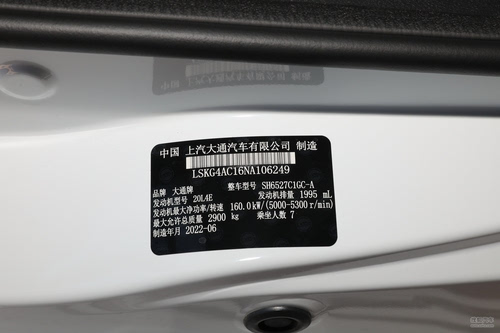 中国 上汽大通汽车有限公司 制造
LSKG4AC16NA106249
品牌 大通牌 整车型号 SH6527C1GC-A
发动机型号 20L4E 发动机排量 1995 mL
发动机最大净功率/转速 160.0kW/(5000-5300r/min)
最大允许总质量 2900 kg 乘坐人数 7
制造年月 2022-06